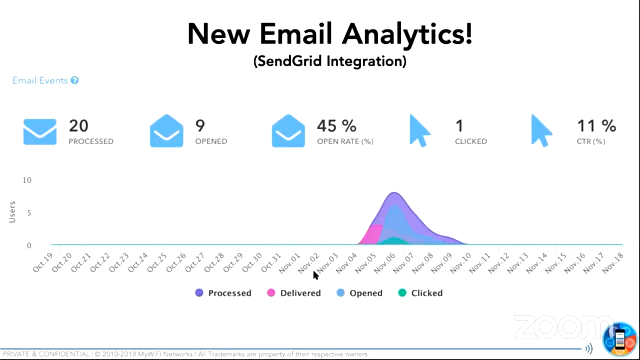 New Email Analytics!
(SendGrid Integration)
Email Events ?
20 PROCESSED
9 OPENED
45 % OPEN RATE (%)
1 CLICKED
11 % CTR (%)
10
5
0
Users
Oct.19 Oct.20 Oct.21 Oct.22 Oct.23 Oct.24 Oct.25 Oct.26 Oct.27 Oct.28 Oct.29 Oct.30 Oct.31 Nov.01 Nov.02 Nov.03 Nov.04 Nov.05 Nov.06 Nov.07 Nov.08 Nov.09 Nov.10 Nov.11 Nov.12 Nov.13 Nov.14 Nov.15 Nov.16 Nov.17 Nov.18
Processed Delivered Opened Clicked
zoom
PRIVATE & CONFIDENTIAL | © 2010-2018 MyWiFi Networks | All Trademarks are property of their respective owners